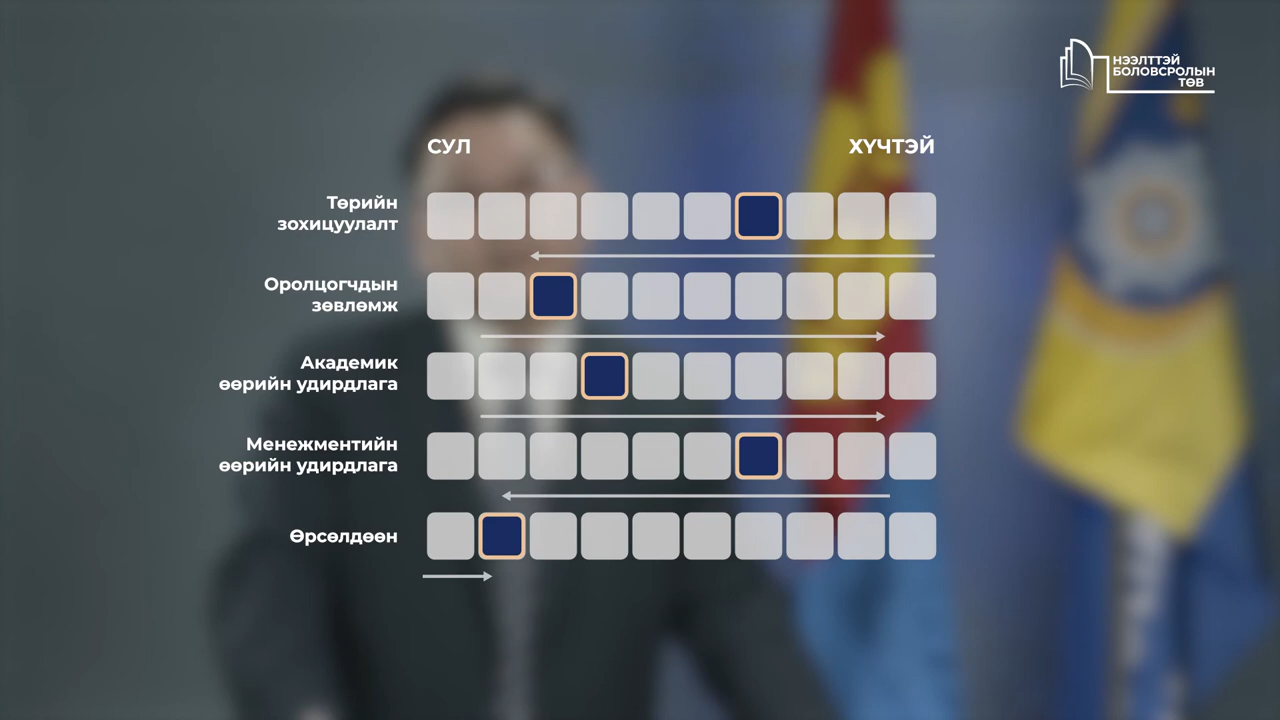 НЭЭЛТТЭЙ
БОЛОВСРОЛЫН
ТӨВ
СУЛ
ХҮЧТЭЙ
Төрийн
зохицуулалт
Оролцогчдын
зөвлөмж
Академик
өөрийн удирдлага
Менежментийн
өөрийн удирдлага
Өрсөлдөөн